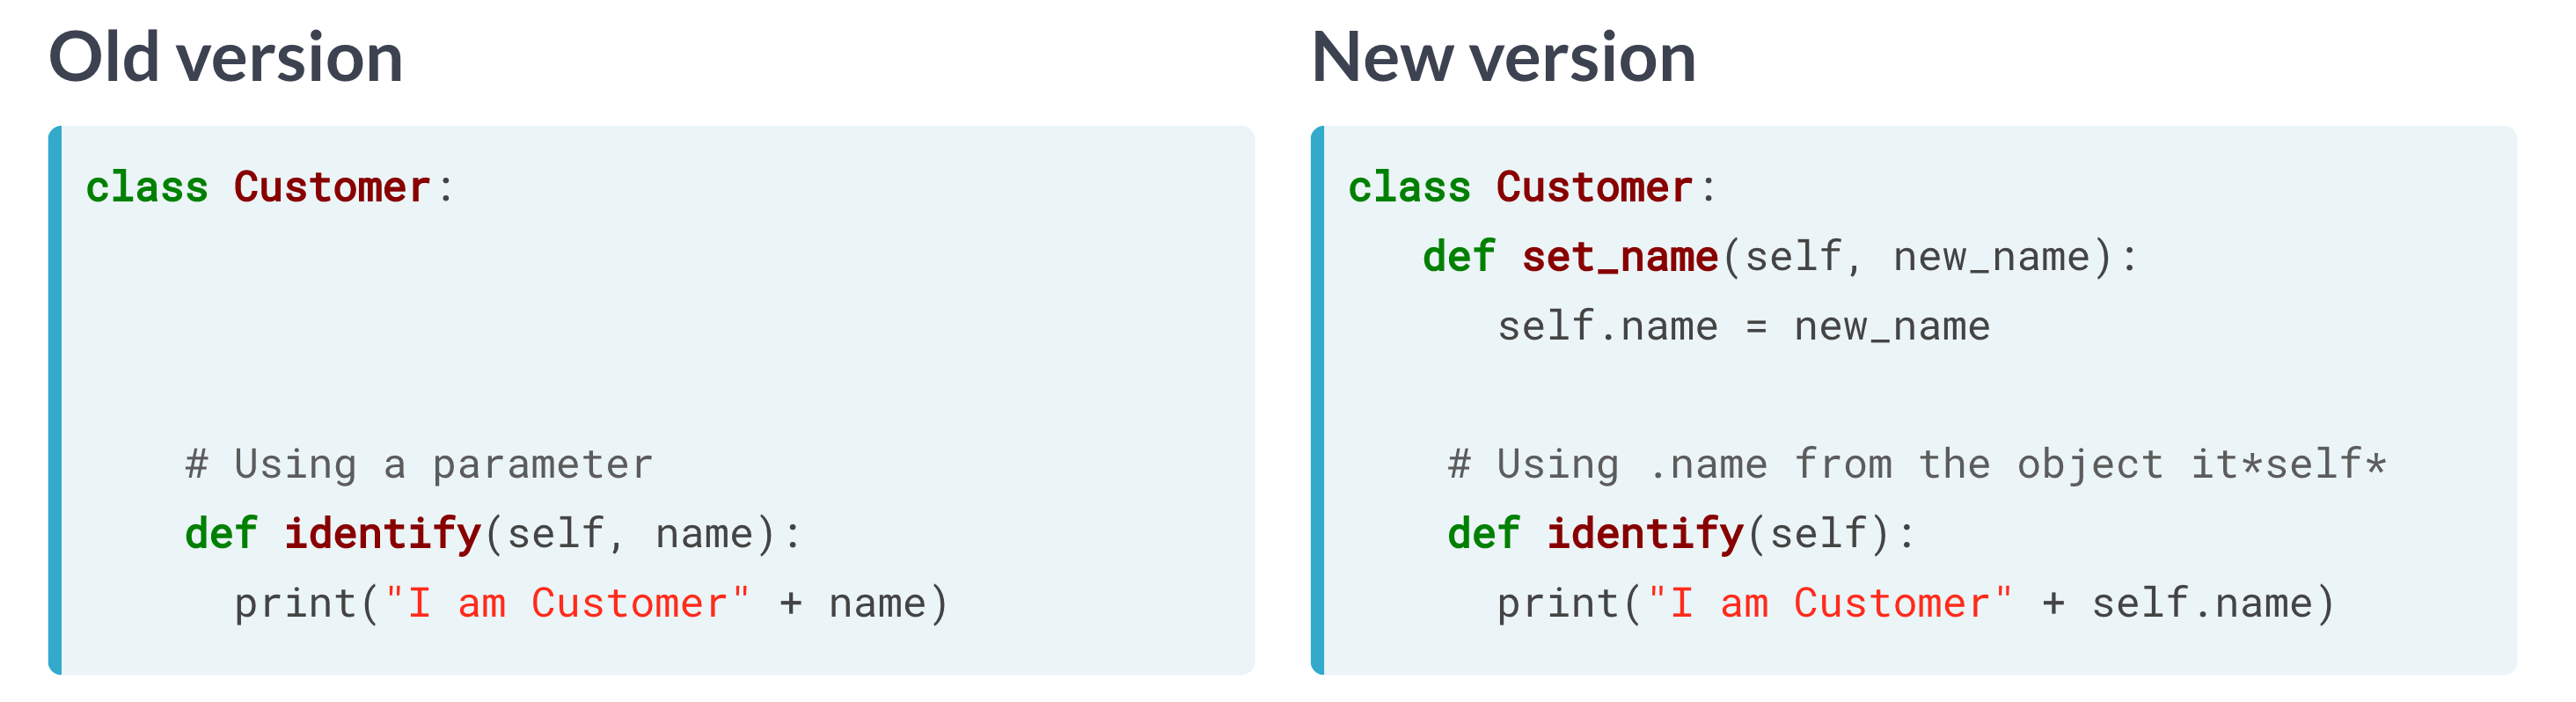 Old version
class Customer:
# Using a parameter
def identify(self, name):
print("I am Customer" + name)
New version
class Customer:
def set_name(self, new_name):
self.name = new_name
# Using .name from the object it*self*
def identify(self):
print("I am Customer" + self.name)